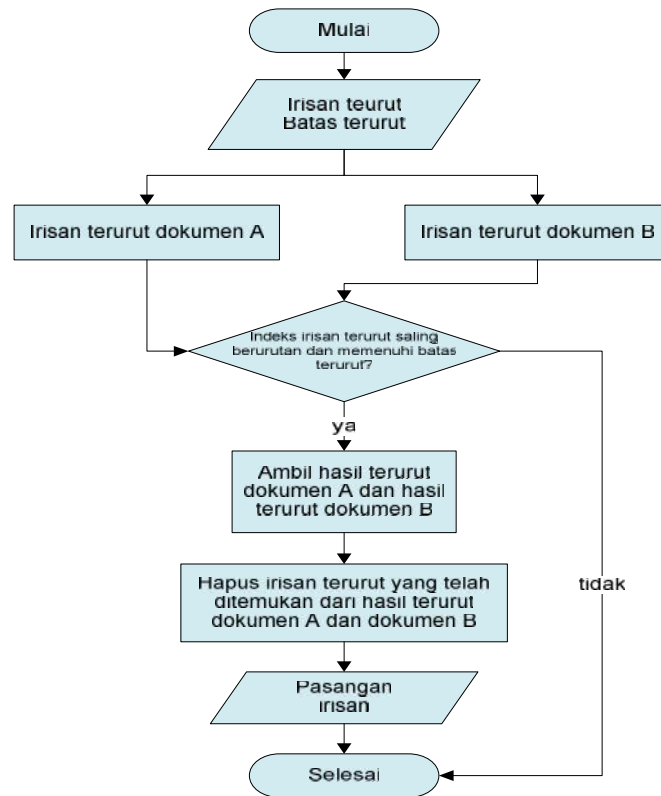 Mulai
Irisan teurut
Batas terurut
Irisan terurut dokumen A
Irisan terurut dokumen B
Indeks irisan terurut saling
berurutan dan memenuhi batas
terurut?
ya
Ambil hasil terurut
dokumen A dan hasil
terurut dokumen B
tidak
Hapus irisan terurut yang telah
ditemukan dari hasil terurut
dokumen A dan dokumen B
Pasangan
irisan
Selesai